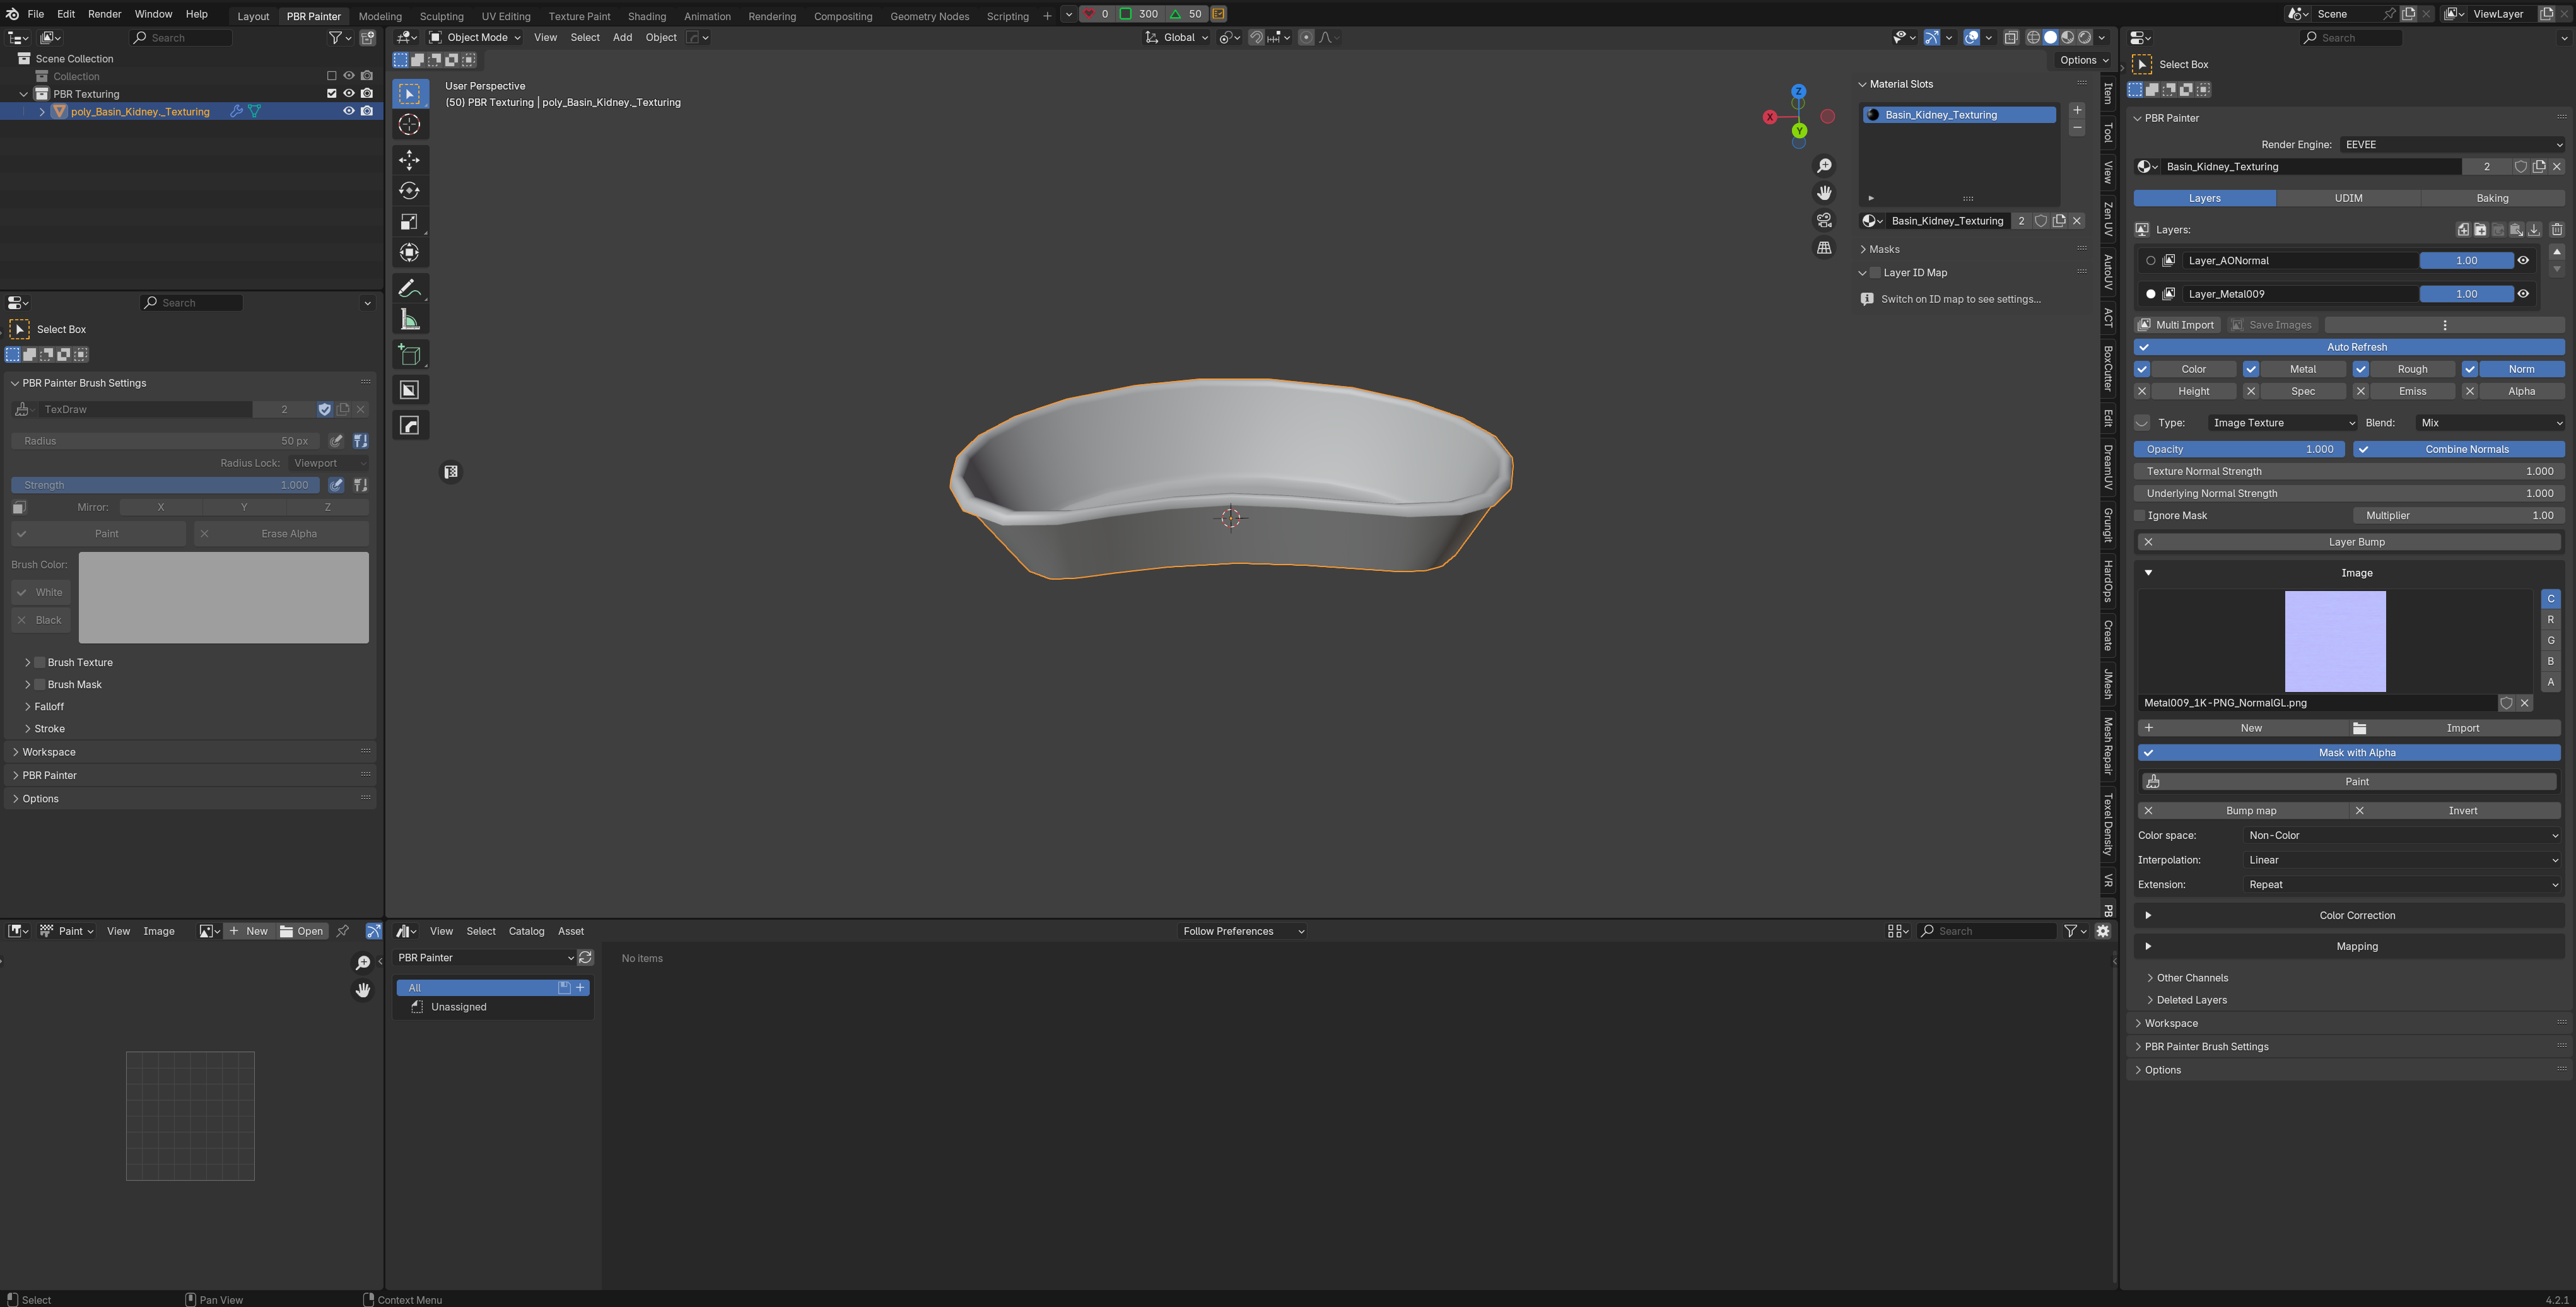 File Edit Render Window Help Layout PBR Painter Modeling Sculpting UV Editing Texture Paint Shading Animation Rendering Compositing Geometry Nodes Scripting + 0 300 50 Scene ViewLayer
Search
Scene Collection
Collection
PBR Texturing
poly_Basin_Kidney._Texturing
Search
Select Box
PBR Painter Brush Settings
TexDraw 2
Radius 50 px
Radius Lock: Viewport
Strength 1.000
Mirror: X Y Z
Paint Erase Alpha
Brush Color:
White
Black
Brush Texture
Brush Mask
Falloff
Stroke
Workspace
PBR Painter
Options
Paint View Image New Open
Object Mode View Select Add Object Global
Options
User Perspective
(50) PBR Texturing | poly_Basin_Kidney._Texturing
Z
X
Y
Material Slots
Basin_Kidney_Texturing
Basin_Kidney_Texturing 2
Masks
Layer ID Map
Switch on ID map to see settings...
Item
Tool
View
Zen UV
AutoUV
ACT
BoxCutter
Edit
DreamUV
Grungit
HardOps
Create
JMesh
Mesh Repair
Texel Density
VR
PB
View Select Catalog Asset Follow Preferences Search
PBR Painter
All
Unassigned
No items
Search
Select Box
PBR Painter
Render Engine: EEVEE
Basin_Kidney_Texturing 2
Layers UDIM Baking
Layers:
Layer_AONormal 1.00
Layer_Metal009 1.00
Multi Import Save Images
Auto Refresh
Color Metal Rough Norm
Height Spec Emiss Alpha
Type: Image Texture Blend: Mix
Opacity 1.000 Combine Normals
Texture Normal Strength 1.000
Underlying Normal Strength 1.000
Ignore Mask Multiplier 1.00
Layer Bump
Image
C
R
G
B
A
Metal009_1K-PNG_NormalGL.png
New Import
Mask with Alpha
Paint
Bump map Invert
Color space: Non-Color
Interpolation: Linear
Extension: Repeat
Color Correction
Mapping
Other Channels
Deleted Layers
Workspace
PBR Painter Brush Settings
Options
Select Pan View Context Menu 4.2.1